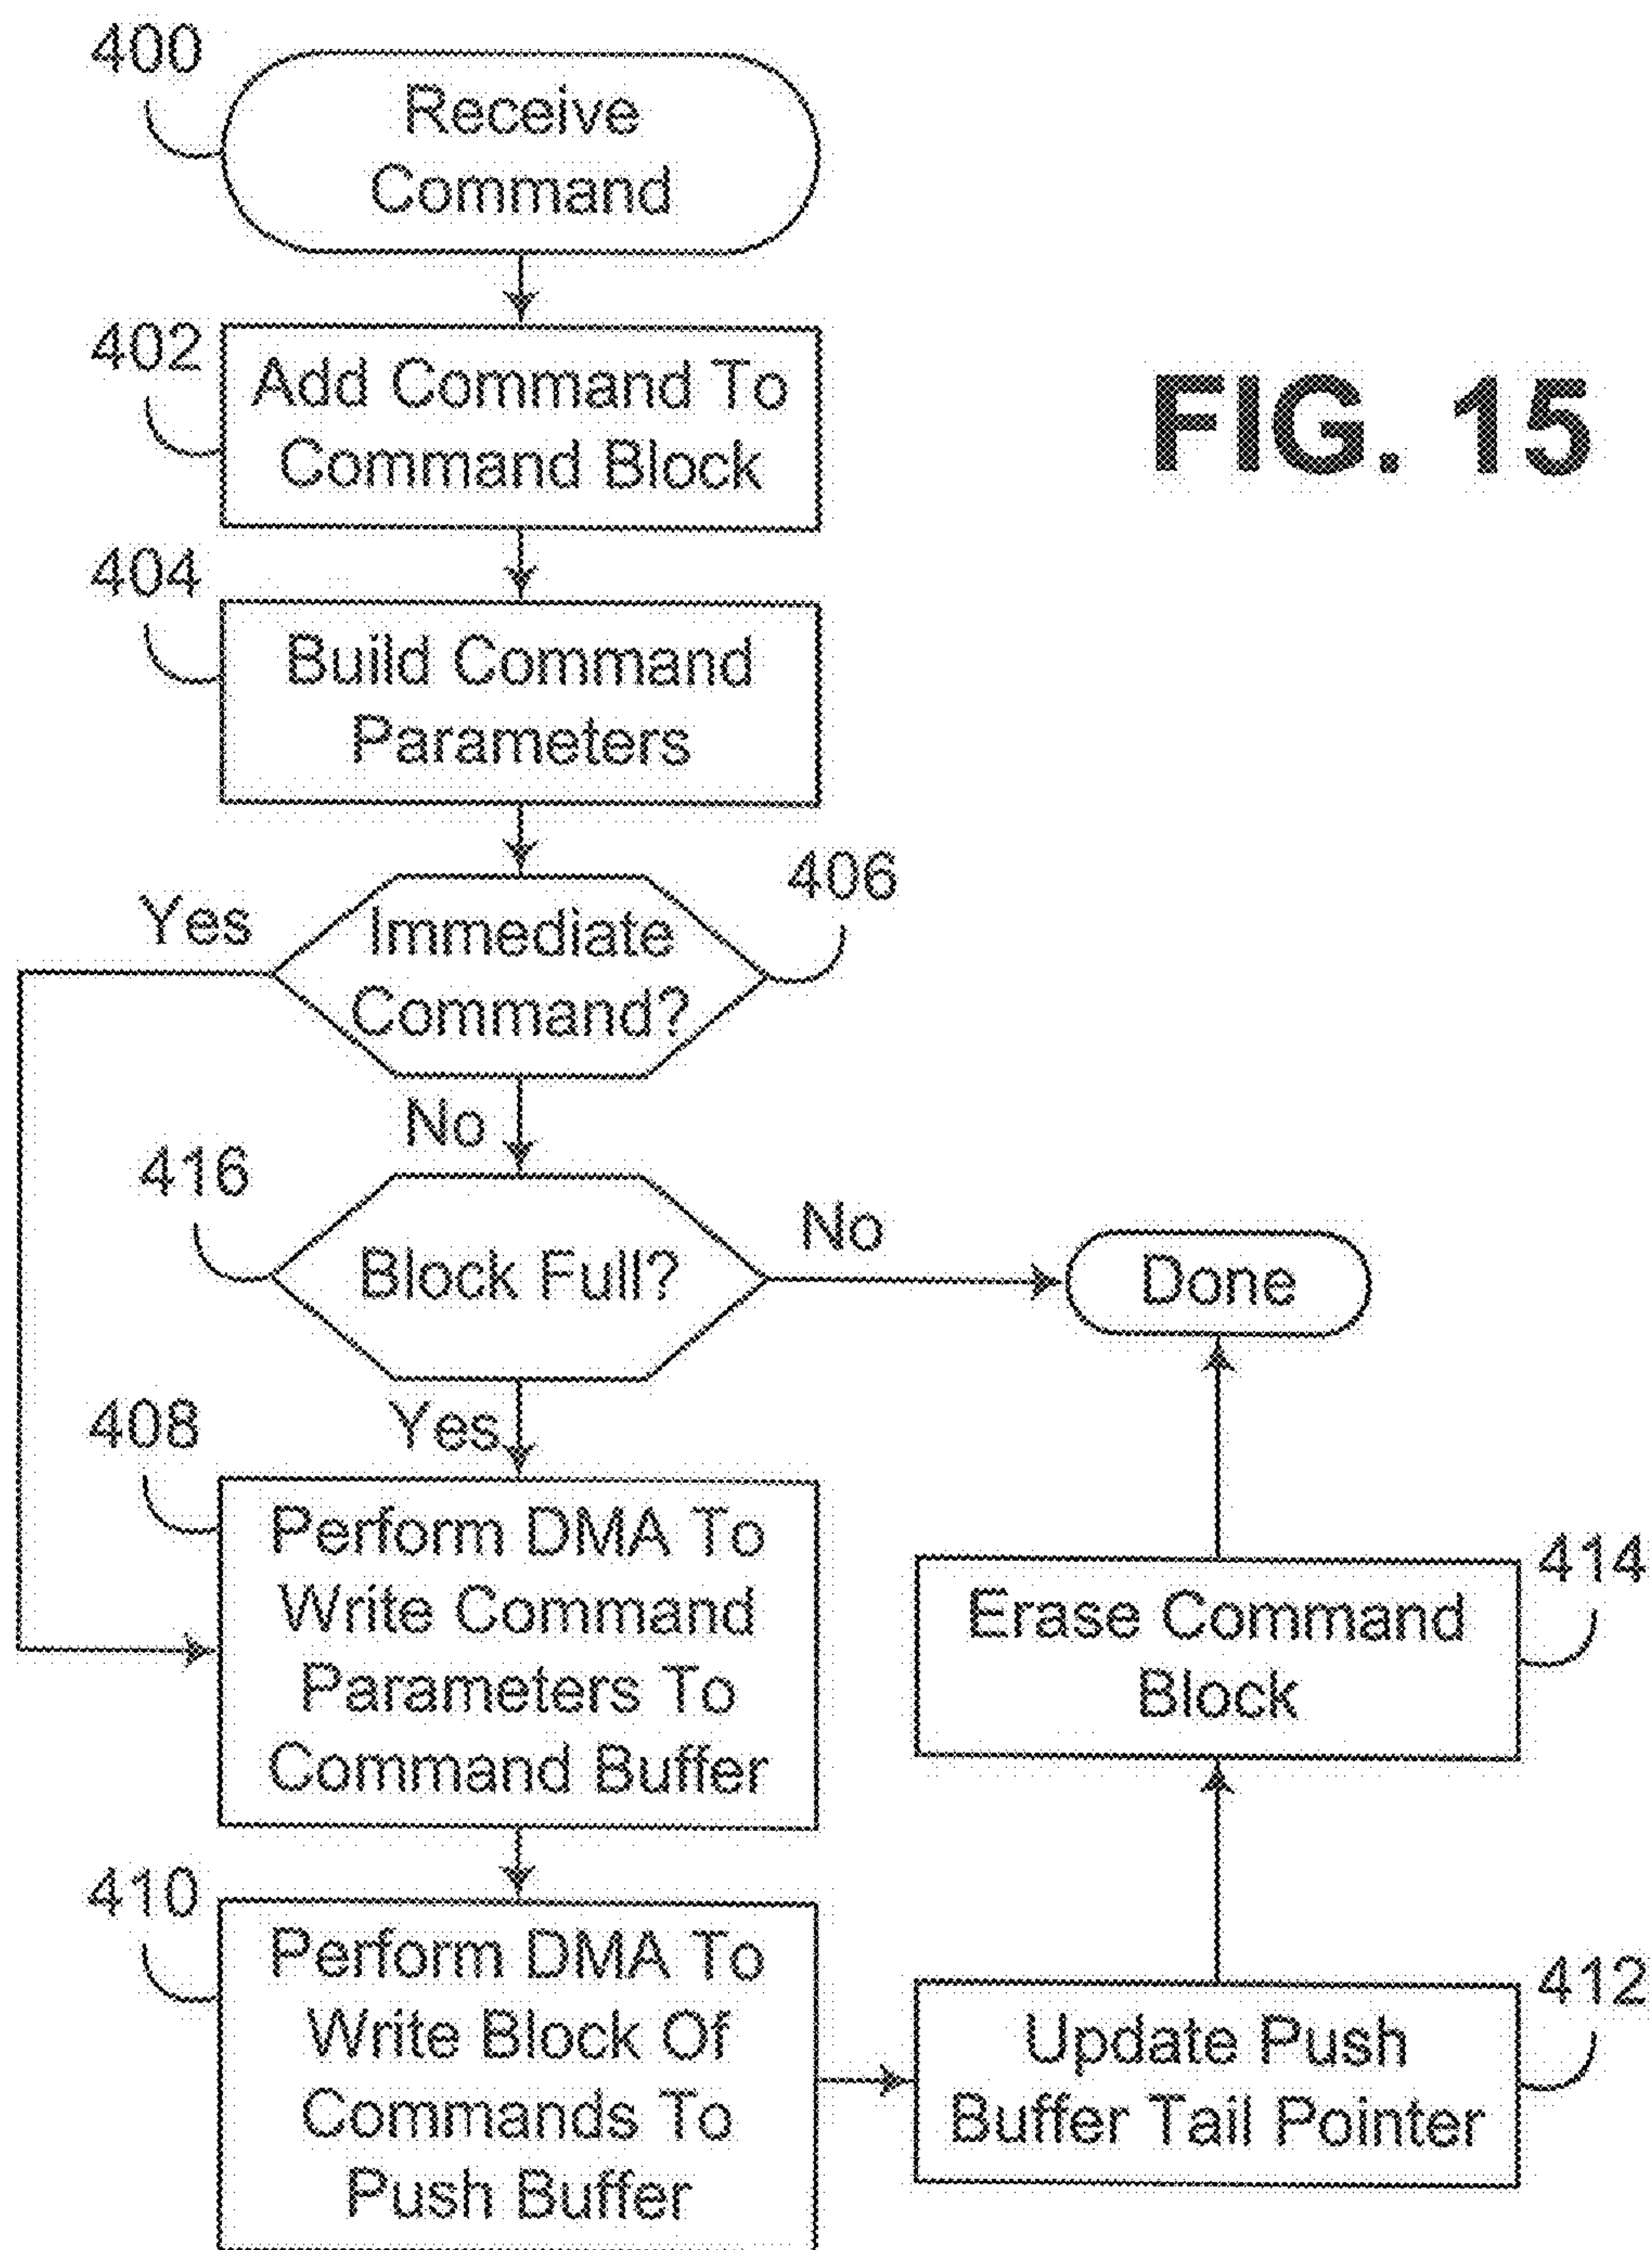 400
Receive
Command
402
Add Command To
Command Block
FIG. 15
404
Build Command
Parameters
406
Yes
Immediate
Command?
No
416
Block Full?
No
Done
408
Yes
Perform DMA To
Write Command
Parameters To
Command Buffer
414
Erase Command
Block
410
Perform DMA To
Write Block Of
Commands To
Push Buffer
412
Update Push
Buffer Tail Pointer